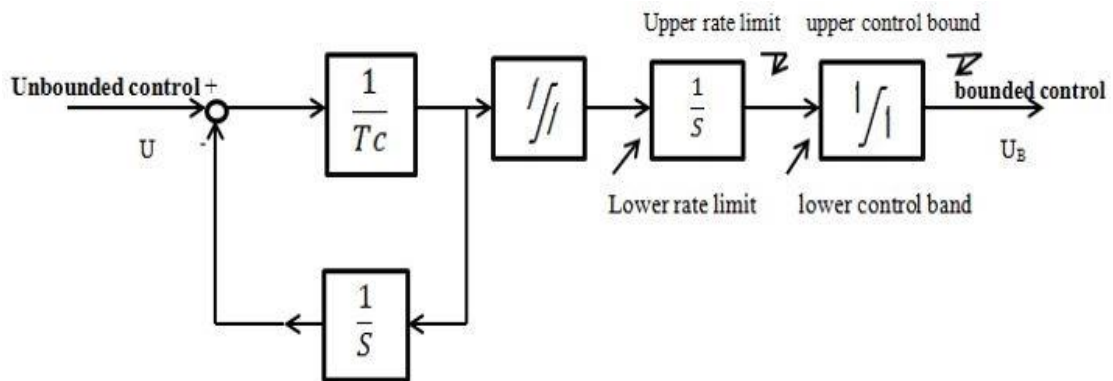 Upper rate limit
upper control bound
Unbounded control +
bounded control
1
Tc
1
S
U
-
U_B
Lower rate limit
lower control band
1
S